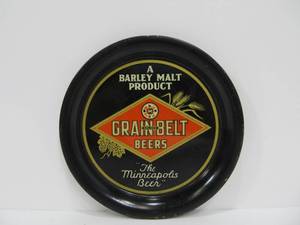 A
BARLEY MALT
PRODUCT
GRAIN-BELT
BEERS
"The
Minneapolis
Beer"